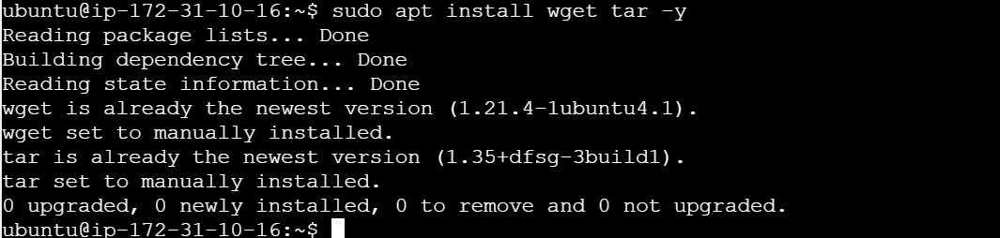 ubuntu@ip-172-31-10-16:~$ sudo apt install wget tar -y
Reading package lists... Done
Building dependency tree... Done
Reading state information... Done
wget is already the newest version (1.21.4-1ubuntu4.1).
wget set to manually installed.
tar is already the newest version (1.35+dfsg-3build1).
tar set to manually installed.
0 upgraded, 0 newly installed, 0 to remove and 0 not upgraded.
ubuntu@ip-172-31-10-16:~$